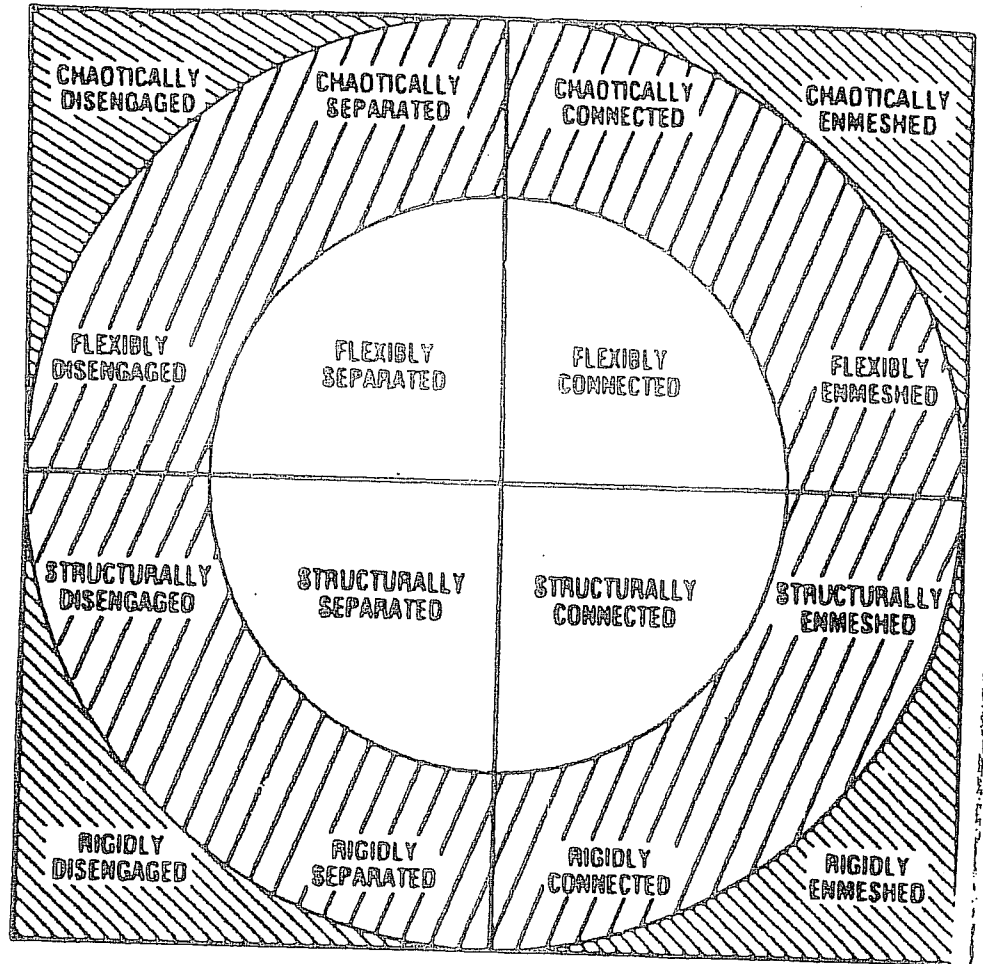 CHAOTICALLY
DISENGAGED
CHAOTICALLY
SEPARATED
CHAOTICALLY
CONNECTED
CHAOTICALLY
ENMESHED
FLEXIBLY
DISENGAGED
FLEXIBLY
SEPARATED
FLEXIBLY
CONNECTED
FLEXIBLY
ENMESHED
STRUCTURALLY
DISENGAGED
STRUCTURALLY
SEPARATED
STRUCTURALLY
CONNECTED
STRUCTURALLY
ENMESHED
RIGIDLY
DISENGAGED
RIGIDLY
SEPARATED
RIGIDLY
CONNECTED
RIGIDLY
ENMESHED